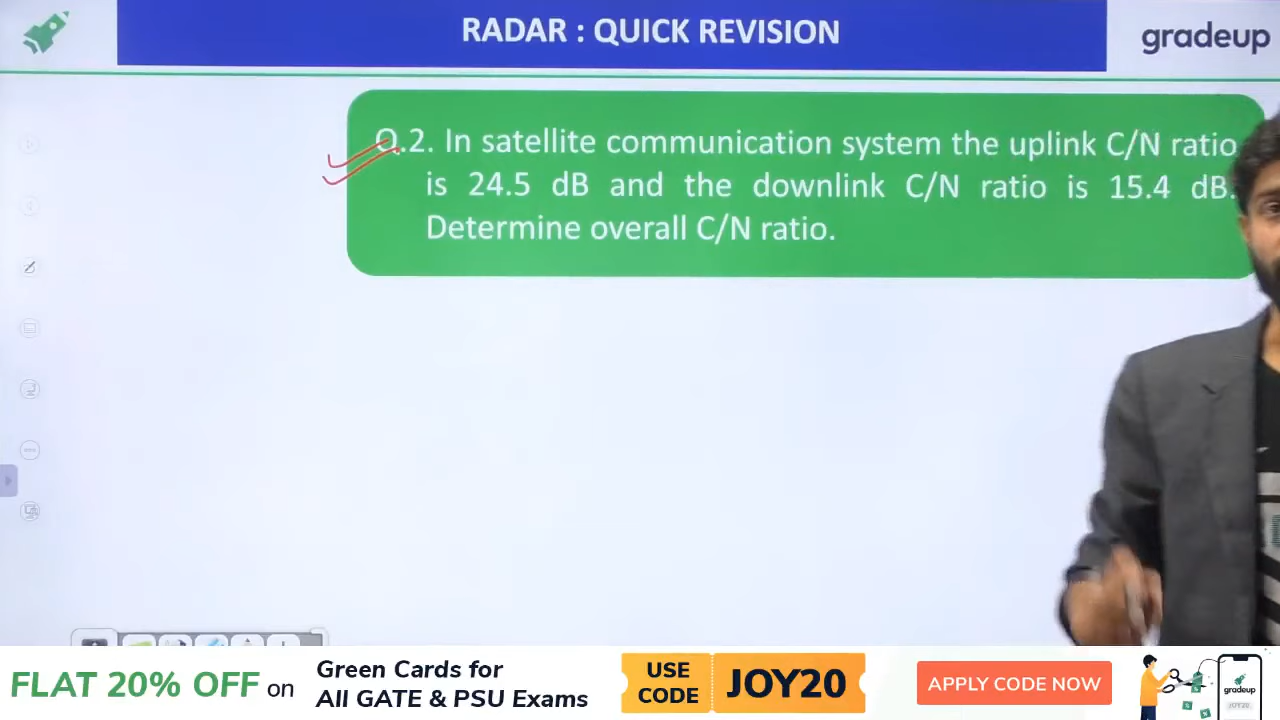 RADAR : QUICK REVISION
gradeup
Q.2. In satellite communication system the uplink C/N ratio
is 24.5 dB and the downlink C/N ratio is 15.4 dB.
Determine overall C/N ratio.
FLAT 20% OFF on
Green Cards for
All GATE & PSU Exams
USE
CODE
JOY20
APPLY CODE NOW
gradeup
JOY20